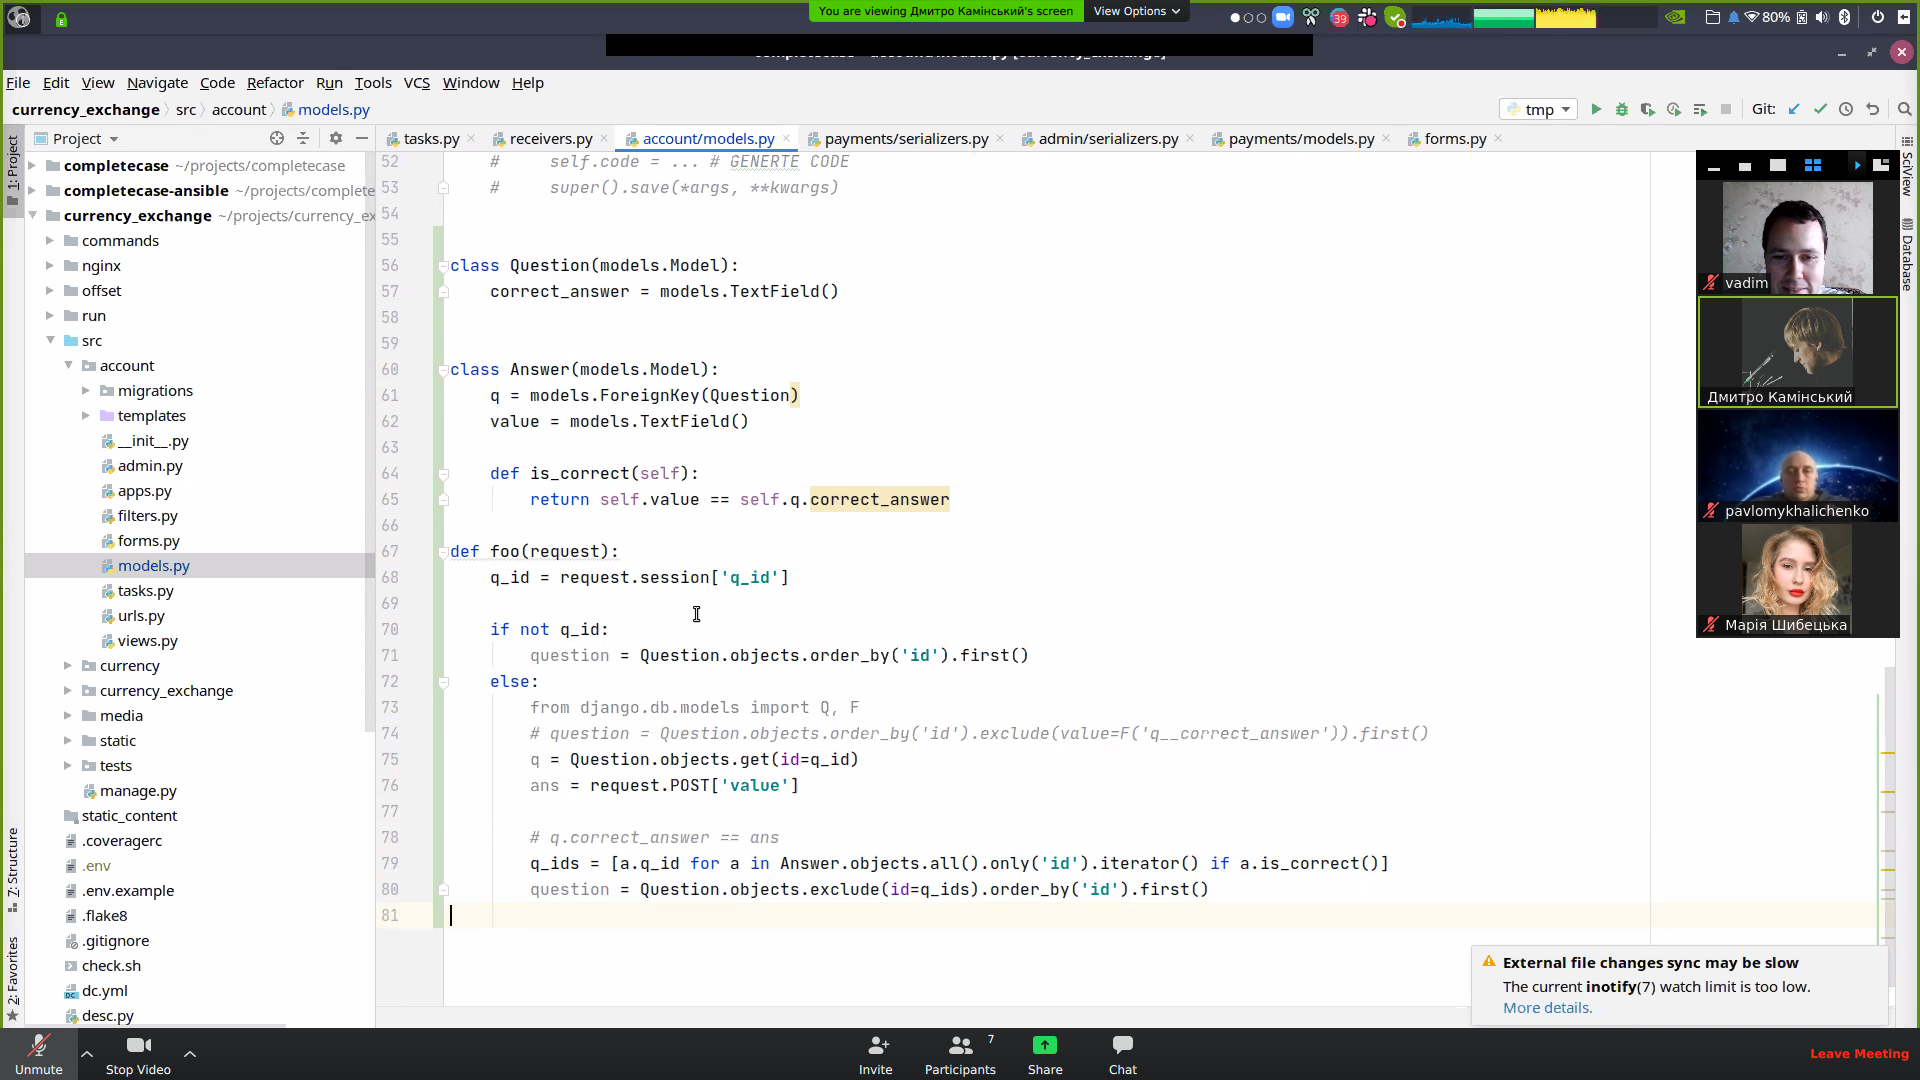 You are viewing Дмитро Камінський's screen
View Options
39
80%
File Edit View Navigate Code Refactor Run Tools VCS Window Help
currency_exchange src account models.py
tmp
Git:
1: Project
Project
tasks.py
receivers.py
account/models.py
payments/serializers.py
admin/serializers.py
payments/models.py
forms.py
SciView
Database
completecase ~/projects/completecase
completecase-ansible ~/projects/complete
currency_exchange ~/projects/currency_ex
commands
nginx
offset
run
src
account
migrations
templates
__init__.py
admin.py
apps.py
filters.py
forms.py
models.py
tasks.py
urls.py
views.py
currency
currency_exchange
media
static
tests
manage.py
static_content
.coveragerc
.env
.env.example
.flake8
.gitignore
check.sh
dc.yml
desc.py
7: Structure
2: Favorites
52 #     self.code = ... # GENERTE CODE
53 #     super().save(*args, **kwargs)
54
55
56 class Question(models.Model):
57     correct_answer = models.TextField()
58
59
60 class Answer(models.Model):
61     q = models.ForeignKey(Question)
62     value = models.TextField()
63
64     def is_correct(self):
65         return self.value == self.q.correct_answer
66
67 def foo(request):
68     q_id = request.session['q_id']
69
70     if not q_id:
71         question = Question.objects.order_by('id').first()
72     else:
73         from django.db.models import Q, F
74         # question = Question.objects.order_by('id').exclude(value=F('q__correct_answer')).first()
75         q = Question.objects.get(id=q_id)
76         ans = request.POST['value']
77
78         # q.correct_answer == ans
79         q_ids = [a.q_id for a in Answer.objects.all().only('id').iterator() if a.is_correct()]
80         question = Question.objects.exclude(id=q_ids).order_by('id').first()
81
vadim
Дмитро Камінський
pavlomykhalichenko
Марія Шибецька
External file changes sync may be slow
The current inotify(7) watch limit is too low.
More details.
Unmute
Stop Video
Invite
Participants
7
Share
Chat
Leave Meeting